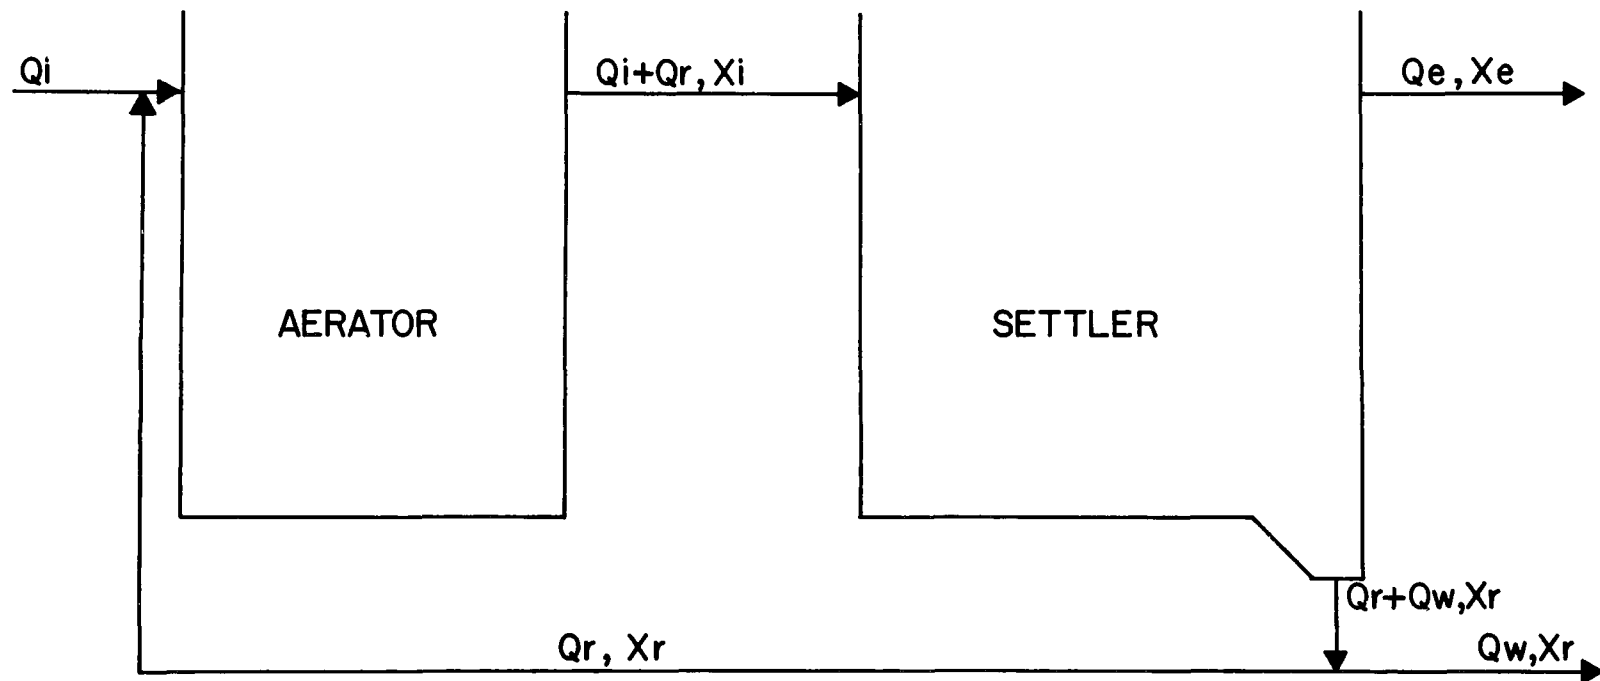 Qi
Qi+Qr, Xi
Qe, Xe
AERATOR
SETTLER
Qr+Qw,Xr
Qr, Xr
Qw,Xr